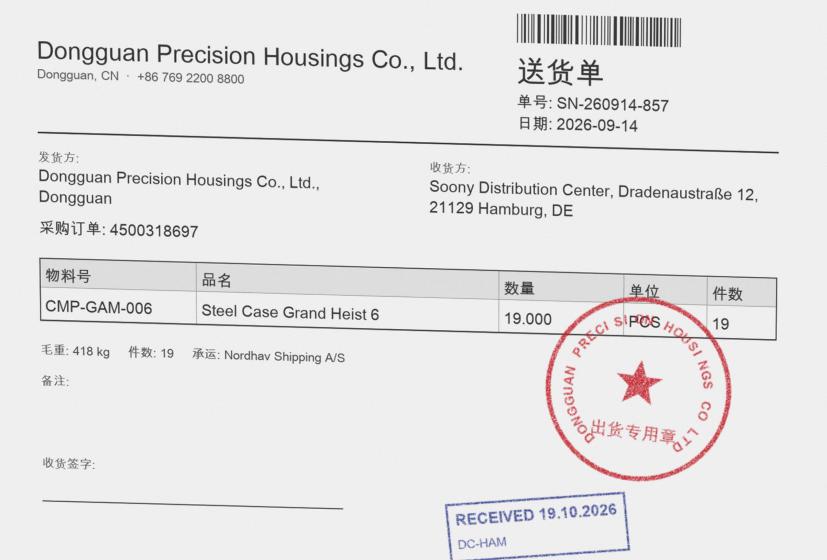 Dongguan Precision Housings Co., Ltd.
Dongguan, CN · +86 769 2200 8800
送货单
单号: SN-260914-857
日期: 2026-09-14
发货方:
Dongguan Precision Housings Co., Ltd.,
Dongguan
收货方:
Soony Distribution Center, Dradenaustraße 12,
21129 Hamburg, DE
采购订单: 4500318697
物料号 品名 数量 单位 件数
CMP-GAM-006 Steel Case Grand Heist 6 19.000 PCS 19
毛重: 418 kg 件数: 19 承运: Nordhav Shipping A/S
备注:
DONGGUAN PRECISION HOUSINGS CO LTD
出货专用章
收货签字:
RECEIVED 19.10.2026
DC-HAM